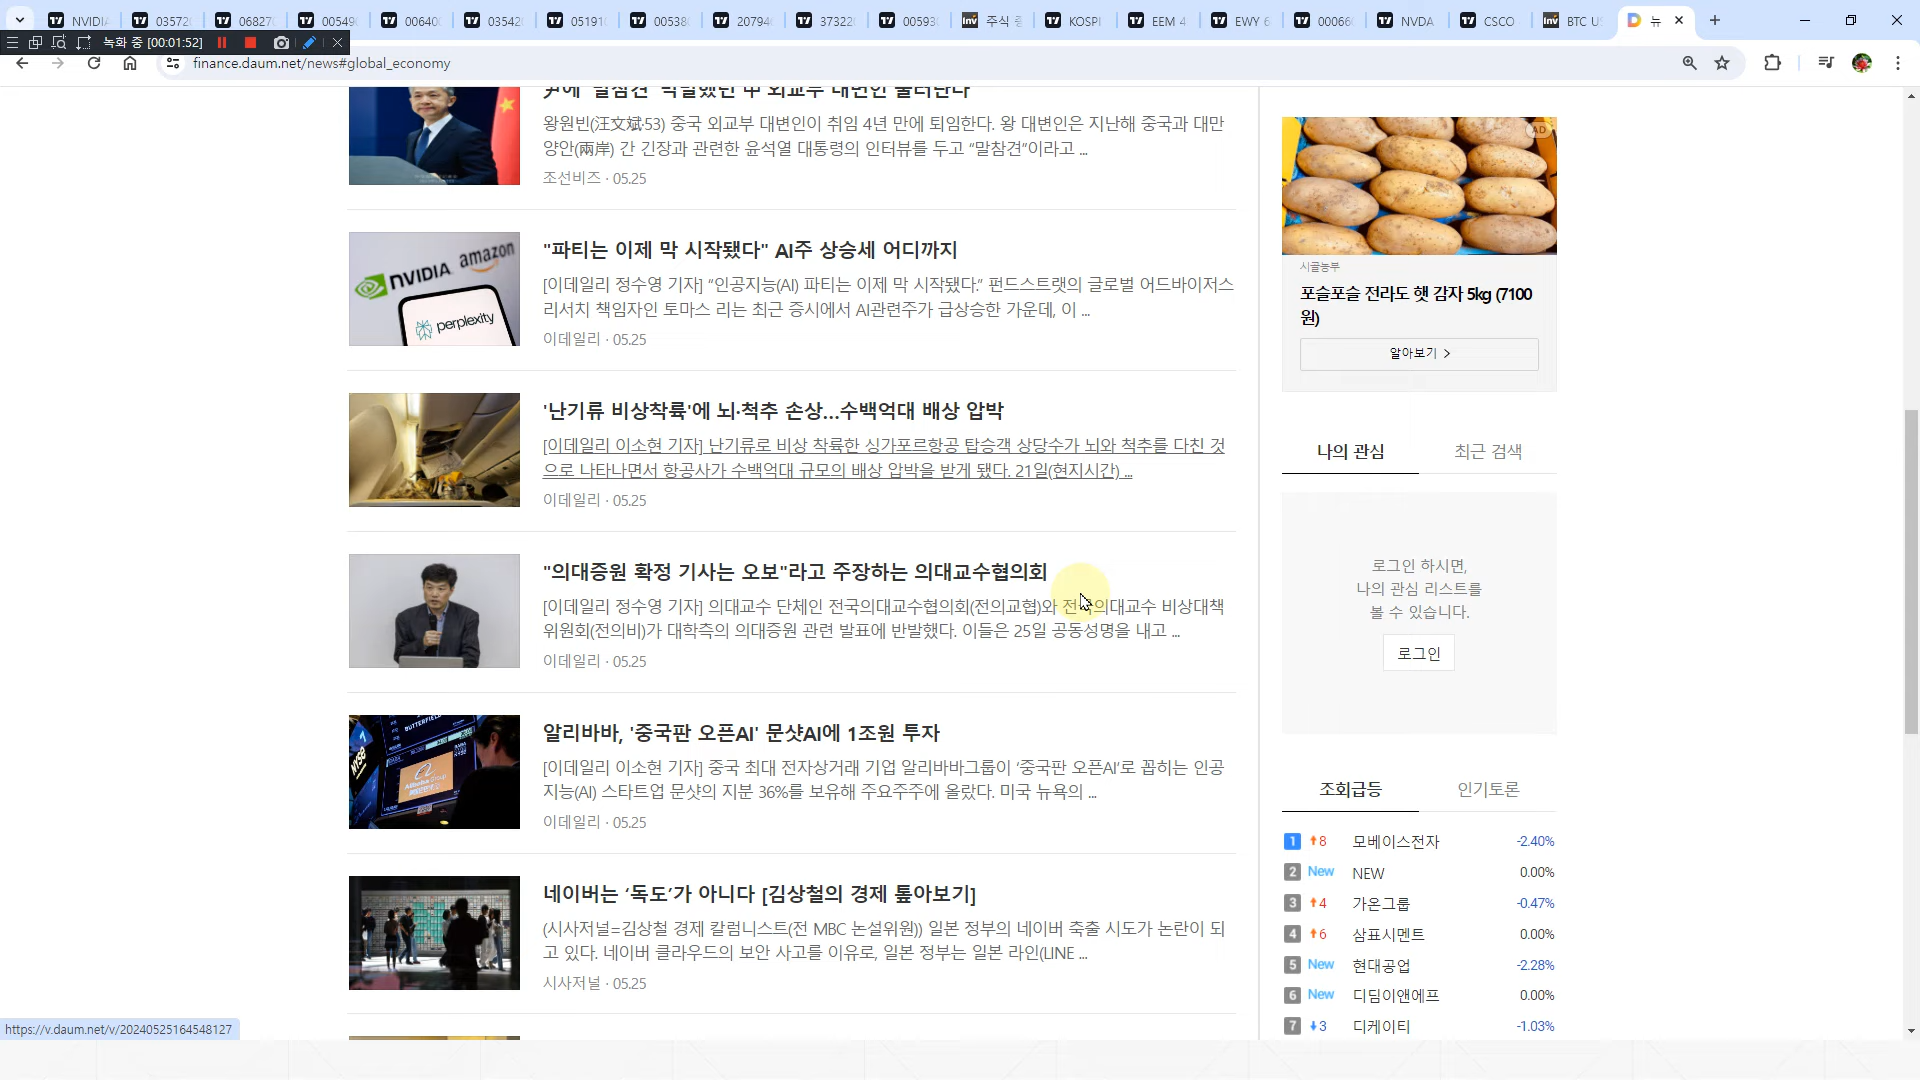 NVIDI
03572
06827
00549
00640
03542
05191
00538
20794
37322
00593
주식
KOSPI
EEM 4
EWY 6
00066
NVDA
CSCO
BTC U
뉴
녹화 중 [00:01:52]
finance.daum.net/news#global_economy
왕원빈(汪文斌·53) 중국 외교부 대변인이 취임 4년 만에 퇴임한다. 왕 대변인은 지난해 중국과 대만
양안(兩岸) 간 긴장과 관련한 윤석열 대통령의 인터뷰를 두고 “말참견”이라고 ...
조선비즈 · 05.25
NVIDIA amazon
perplexity
"파티는 이제 막 시작됐다" AI주 상승세 어디까지
[이데일리 정수영 기자] “인공지능(AI) 파티는 이제 막 시작됐다.” 펀드스트랫의 글로벌 어드바이저스
리서치 책임자인 토마스 리는 최근 증시에서 AI관련주가 급상승한 가운데, 이 ...
이데일리 · 05.25
'난기류 비상착륙'에 뇌·척추 손상...수백억대 배상 압박
[이데일리 이소현 기자] 난기류로 비상 착륙한 싱가포르항공 탑승객 상당수가 뇌와 척추를 다친 것
으로 나타나면서 항공사가 수백억대 규모의 배상 압박을 받게 됐다. 21일(현지시간) ...
이데일리 · 05.25
"의대증원 확정 기사는 오보"라고 주장하는 의대교수협의회
[이데일리 정수영 기자] 의대교수 단체인 전국의대교수협의회(전의교협)와 전국의대교수 비상대책
위원회(전의비)가 대학측의 의대증원 관련 발표에 반발했다. 이들은 25일 공동성명을 내고 ...
이데일리 · 05.25
알리바바, '중국판 오픈AI' 문샷AI에 1조원 투자
[이데일리 이소현 기자] 중국 최대 전자상거래 기업 알리바바그룹이 ‘중국판 오픈AI’로 꼽히는 인공
지능(AI) 스타트업 문샷의 지분 36%를 보유해 주요주주에 올랐다. 미국 뉴욕의 ...
이데일리 · 05.25
네이버는 ‘독도’가 아니다 [김상철의 경제 톺아보기]
(시사저널=김상철 경제 칼럼니스트(전 MBC 논설위원)) 일본 정부의 네이버 축출 시도가 논란이 되
고 있다. 네이버 클라우드의 보안 사고를 이유로, 일본 정부는 일본 라인(LINE ...
시사저널 · 05.25
AD
시골농부
포슬포슬 전라도 햇 감자 5kg (7100
원)
알아보기 >
나의 관심 최근 검색
로그인 하시면,
나의 관심 리스트를
볼 수 있습니다.
로그인
조회급등 인기토론
1 8 모베이스전자 -2.40%
2 New NEW 0.00%
3 4 가온그룹 -0.47%
4 6 삼표시멘트 0.00%
5 New 현대공업 -2.28%
6 New 디딤이앤에프 0.00%
7 3 디케이티 -1.03%
https://v.daum.net/v/20240525164548127